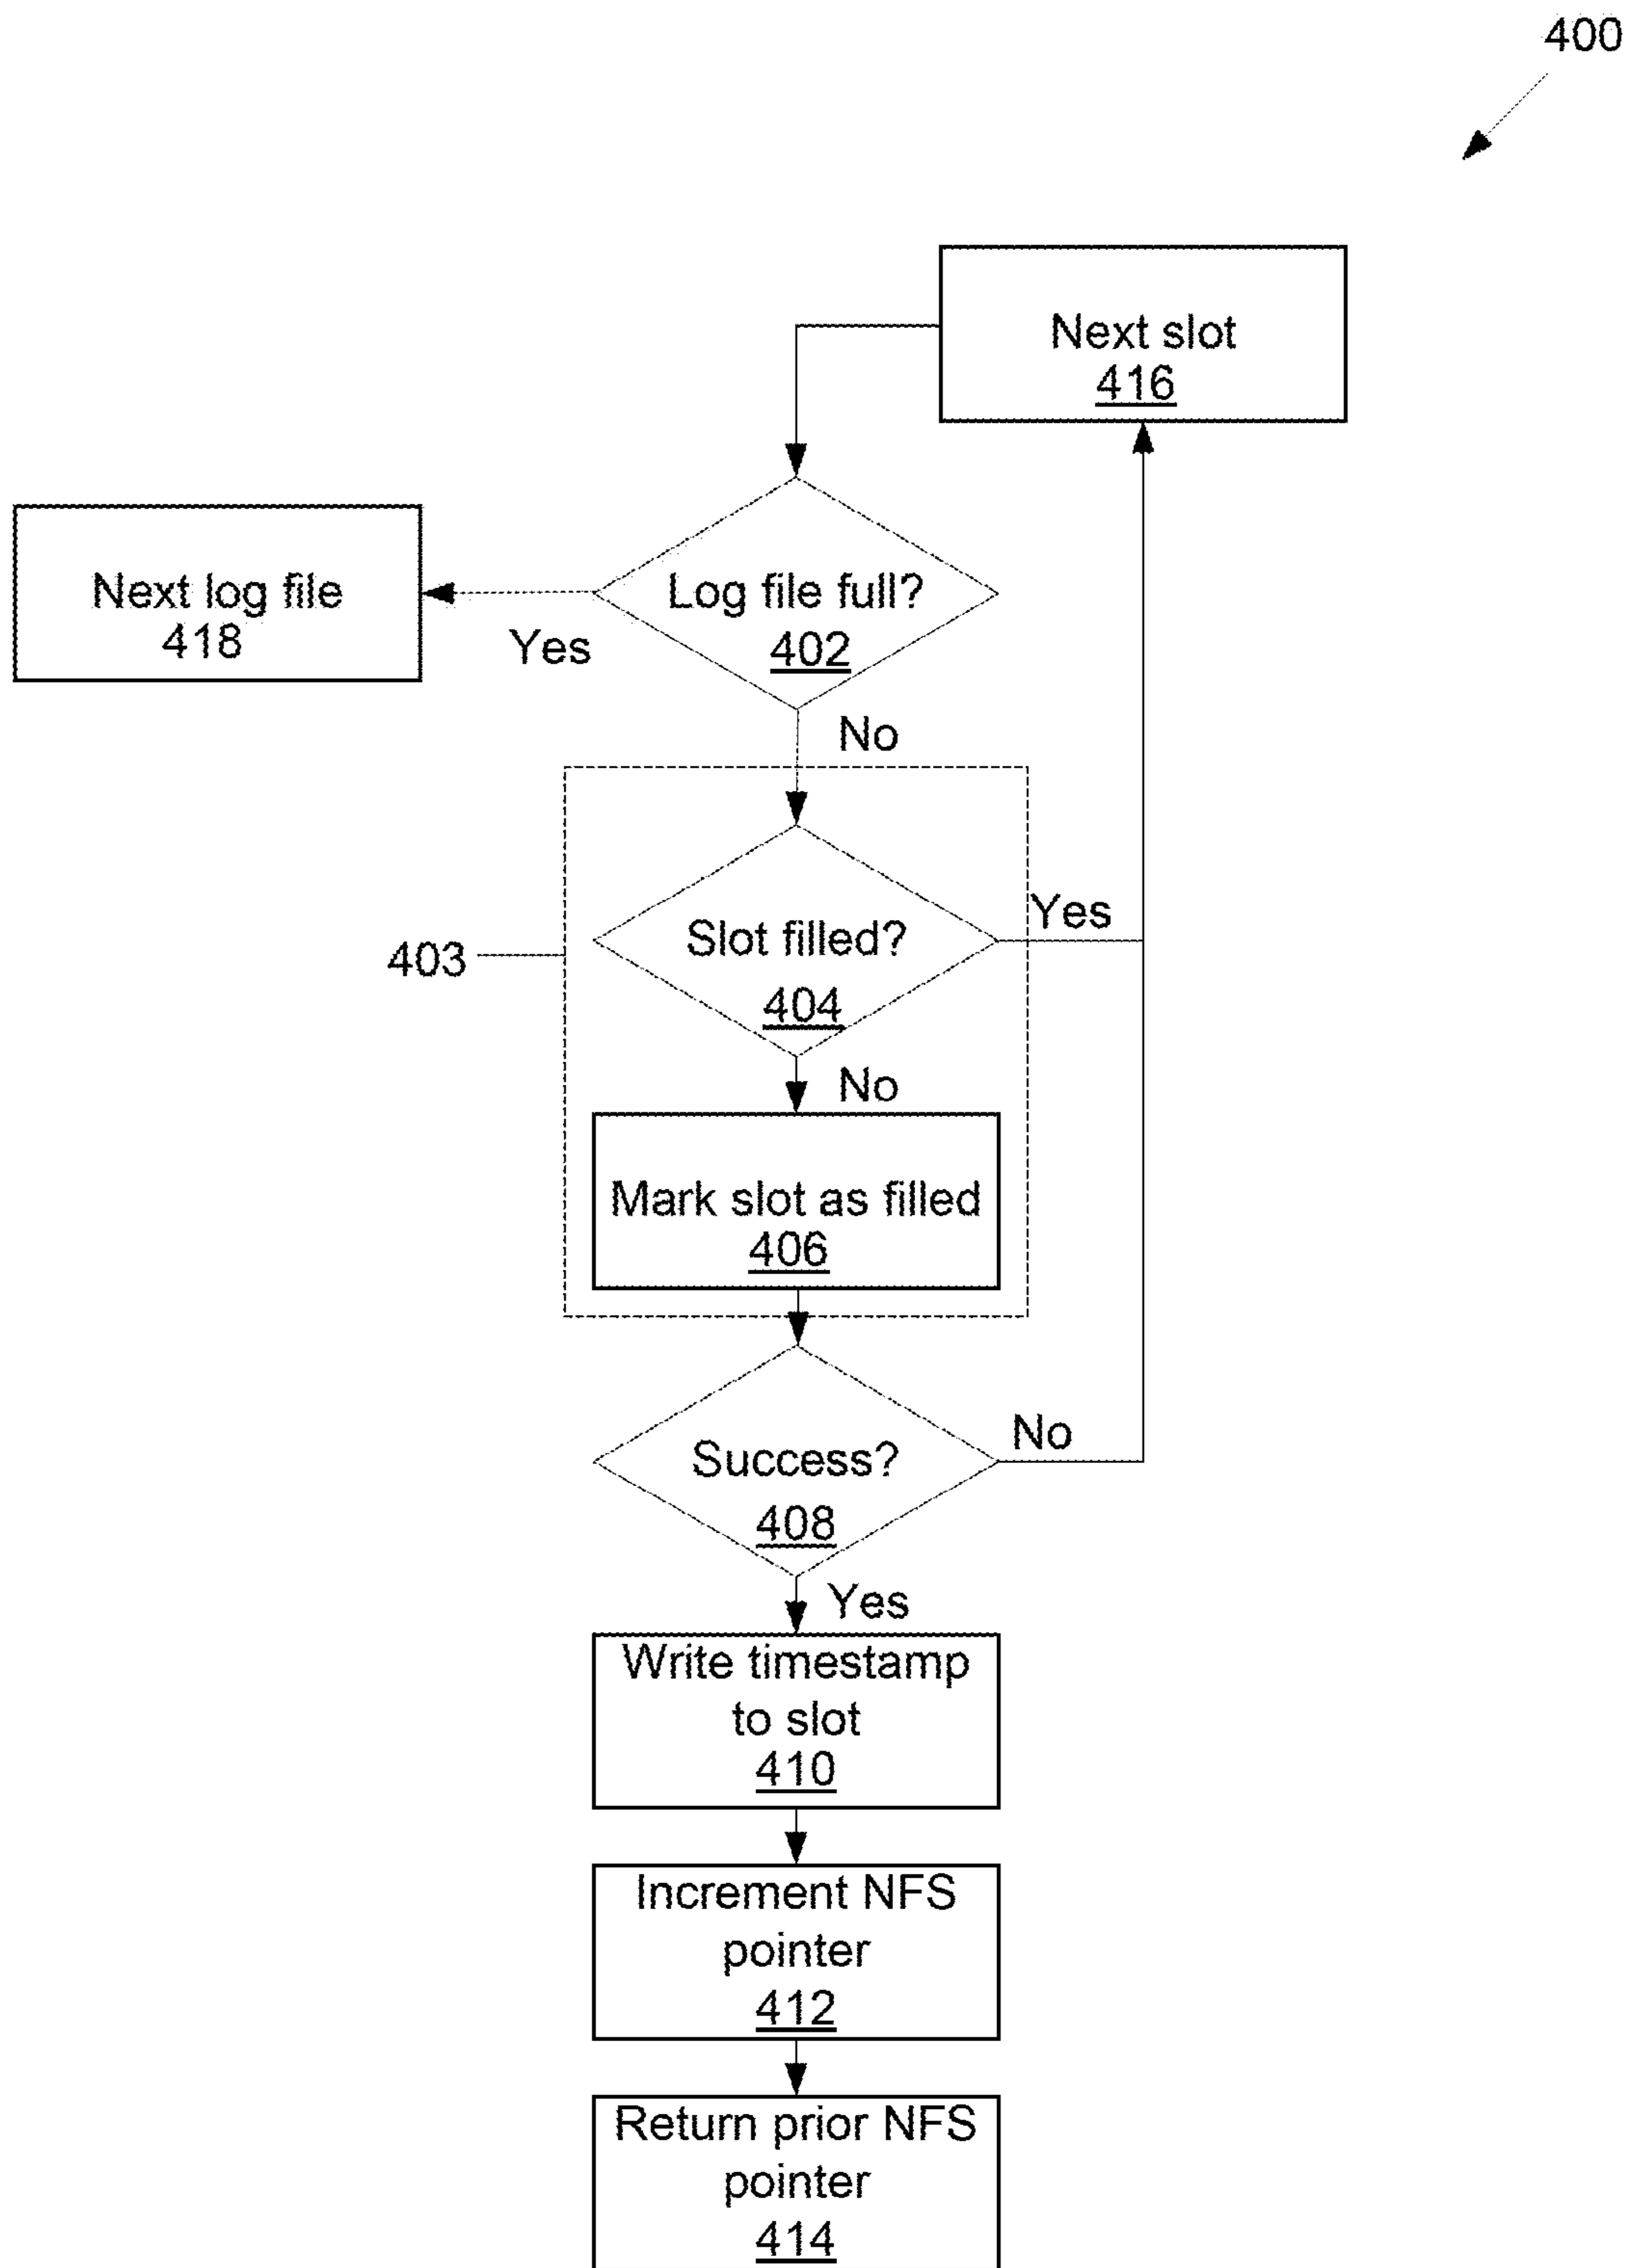 400
Next slot
416
Next log file
418
Log file full?
402
Yes
No
403
Slot filled?
404
Yes
No
Mark slot as filled
406
Success?
408
No
Yes
Write timestamp
to slot
410
Increment NFS
pointer
412
Return prior NFS
pointer
414